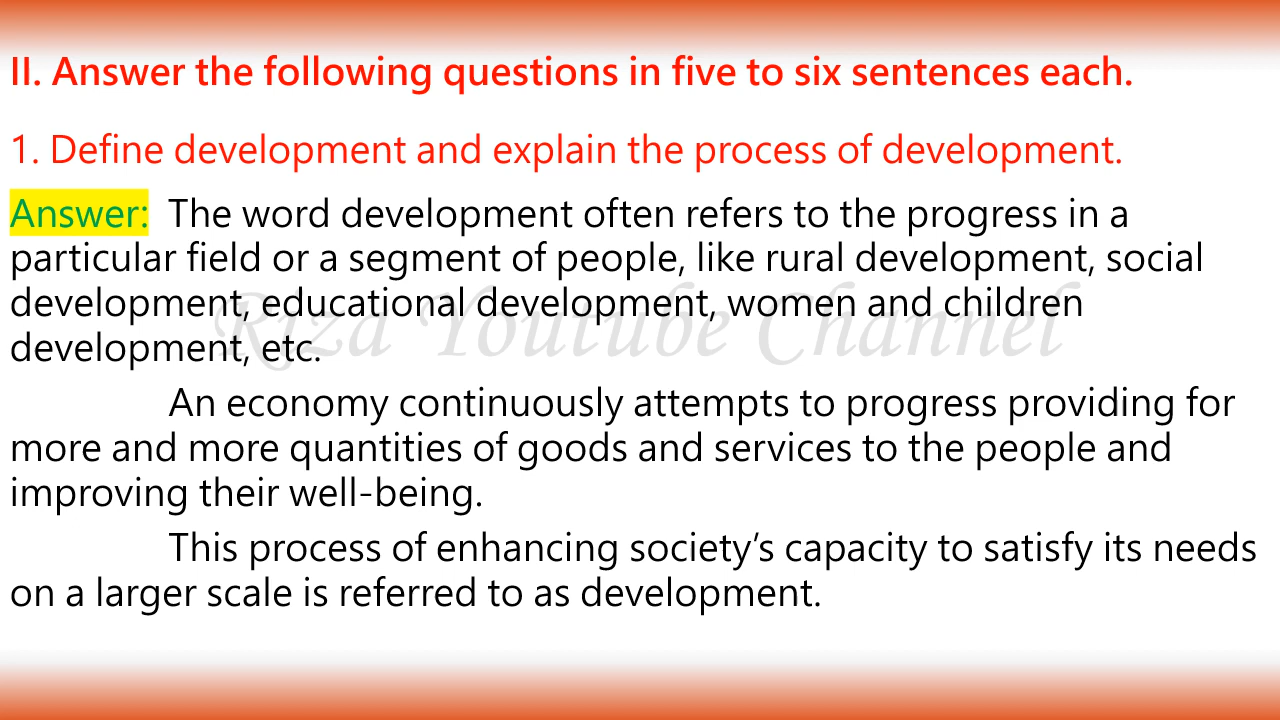 II. Answer the following questions in five to six sentences each.
1. Define development and explain the process of development.
Answer: The word development often refers to the progress in a
particular field or a segment of people, like rural development, social
development, educational development, women and children
development, etc.
Riza Youtube Channel
An economy continuously attempts to progress providing for
more and more quantities of goods and services to the people and
improving their well-being.
This process of enhancing society’s capacity to satisfy its needs
on a larger scale is referred to as development.